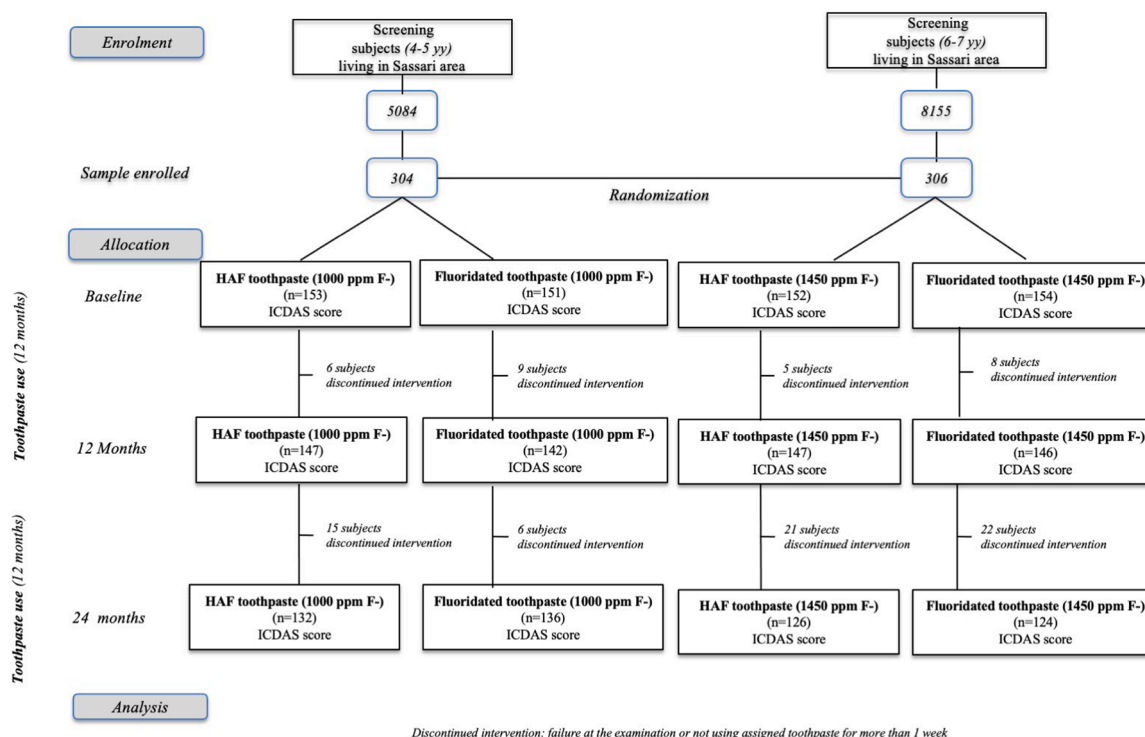 Enrolment
Screening
subjects (4-5 yy)
living in Sassari area
Screening
subjects (6-7 yy)
living in Sassari area
5084
8155
Sample enrolled
304
306
Randomization
Allocation
Baseline
HAF toothpaste (1000 ppm F-)
(n=153)
ICDAS score
Fluoridated toothpaste (1000 ppm F-)
(n=151)
ICDAS score
HAF toothpaste (1450 ppm F-)
(n=152)
ICDAS score
Fluoridated toothpaste (1450 ppm F-)
(n=154)
ICDAS score
Toothpaste use (12 months)
6 subjects
discontinued intervention
9 subjects
discontinued intervention
5 subjects
discontinued intervention
8 subjects
discontinued intervention
12 Months
HAF toothpaste (1000 ppm F-)
(n=147)
ICDAS score
Fluoridated toothpaste (1000 ppm F-)
(n=142)
ICDAS score
HAF toothpaste (1450 ppm F-)
(n=147)
ICDAS score
Fluoridated toothpaste (1450 ppm F-)
(n=146)
ICDAS score
Toothpaste use (12 months)
15 subjects
discontinued intervention
6 subjects
discontinued intervention
21 subjects
discontinued intervention
22 subjects
discontinued intervention
24 months
HAF toothpaste (1000 ppm F-)
(n=132)
ICDAS score
Fluoridated toothpaste (1000 ppm F-)
(n=136)
ICDAS score
HAF toothpaste (1450 ppm F-)
(n=126)
ICDAS score
Fluoridated toothpaste (1450 ppm F-)
(n=124)
ICDAS score
Analysis
Discontinued intervention: failure at the examination or not using assigned toothpaste for more than 1 week